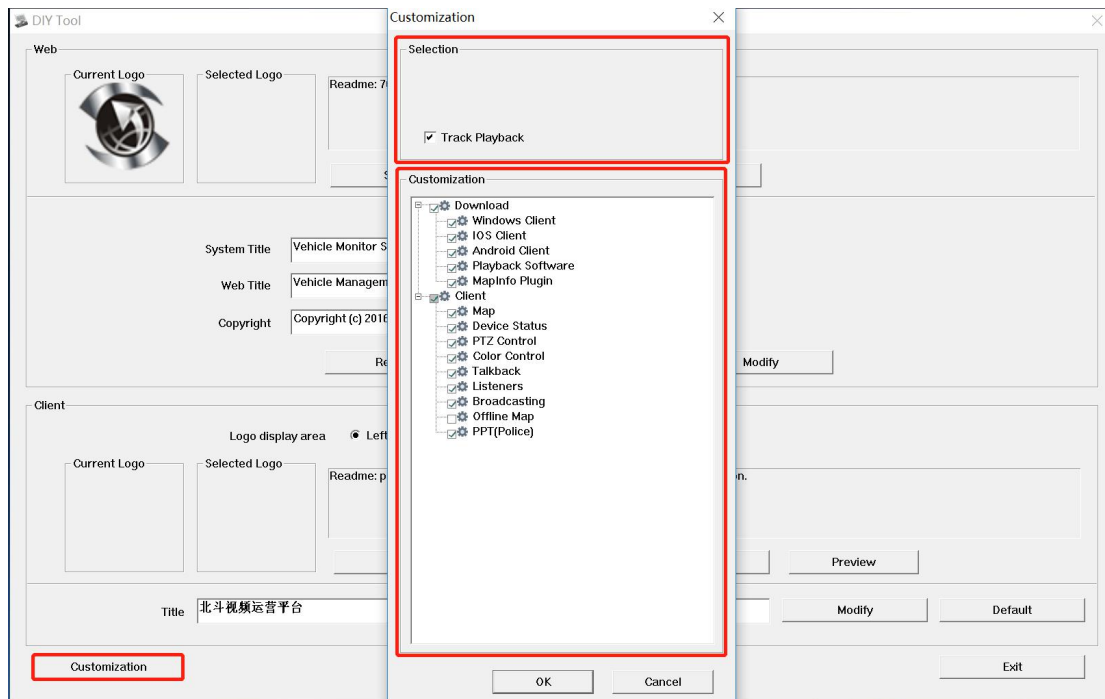 DIY Tool
Web
Current Logo
Selected Logo
Readme:
System Title
Vehicle Monitor S
Web Title
Vehicle Managem
Copyright
Copyright (c) 2016
Re
Modify
Client
Logo display area
Left
Current Logo
Selected Logo
Readme: p
n.
Preview
Title
北斗视频运营平台
Modify
Default
Customization
Exit
Customization
Selection
Track Playback
Customization
Download
Windows Client
IOS Client
Android Client
Playback Software
MapInfo Plugin
Client
Map
Device Status
PTZ Control
Color Control
Talkback
Listeners
Broadcasting
Offline Map
PPT(Police)
OK
Cancel